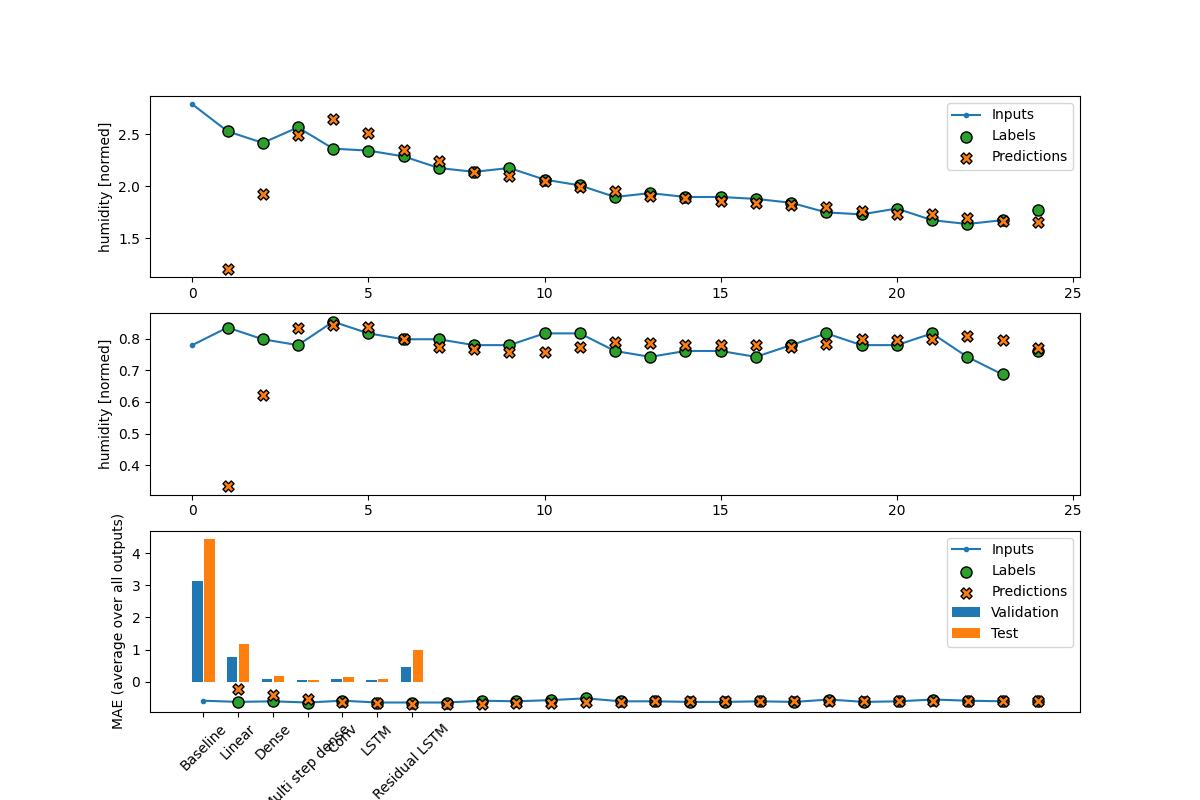 humidity [normed]
2.5
2.0
1.5
0
5
10
15
20
25
Inputs
Labels
Predictions
humidity [normed]
0.8
0.7
0.6
0.5
0.4
0
5
10
15
20
25
MAE (average over all outputs)
4
3
2
1
0
Inputs
Labels
Predictions
Validation
Test
Baseline
Linear
Dense
Multi step dense
Conv
LSTM
Residual LSTM